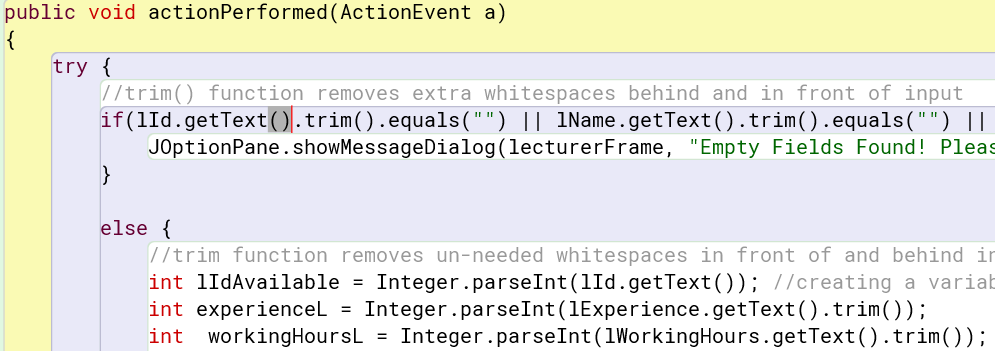 public void actionPerformed(ActionEvent a)
{
try {
//trim() function removes extra whitespaces behind and in front of input
if(lId.getText().trim().equals("") || lName.getText().trim().equals("") ||
JOptionPane.showMessageDialog(lecturerFrame, "Empty Fields Found! Pleas
}
else {
//trim function removes un-needed whitespaces in front of and behind in
int lIdAvailable = Integer.parseInt(lId.getText()); //creating a variab
int experienceL = Integer.parseInt(lExperience.getText().trim());
int  workingHoursL = Integer.parseInt(lWorkingHours.getText().trim());